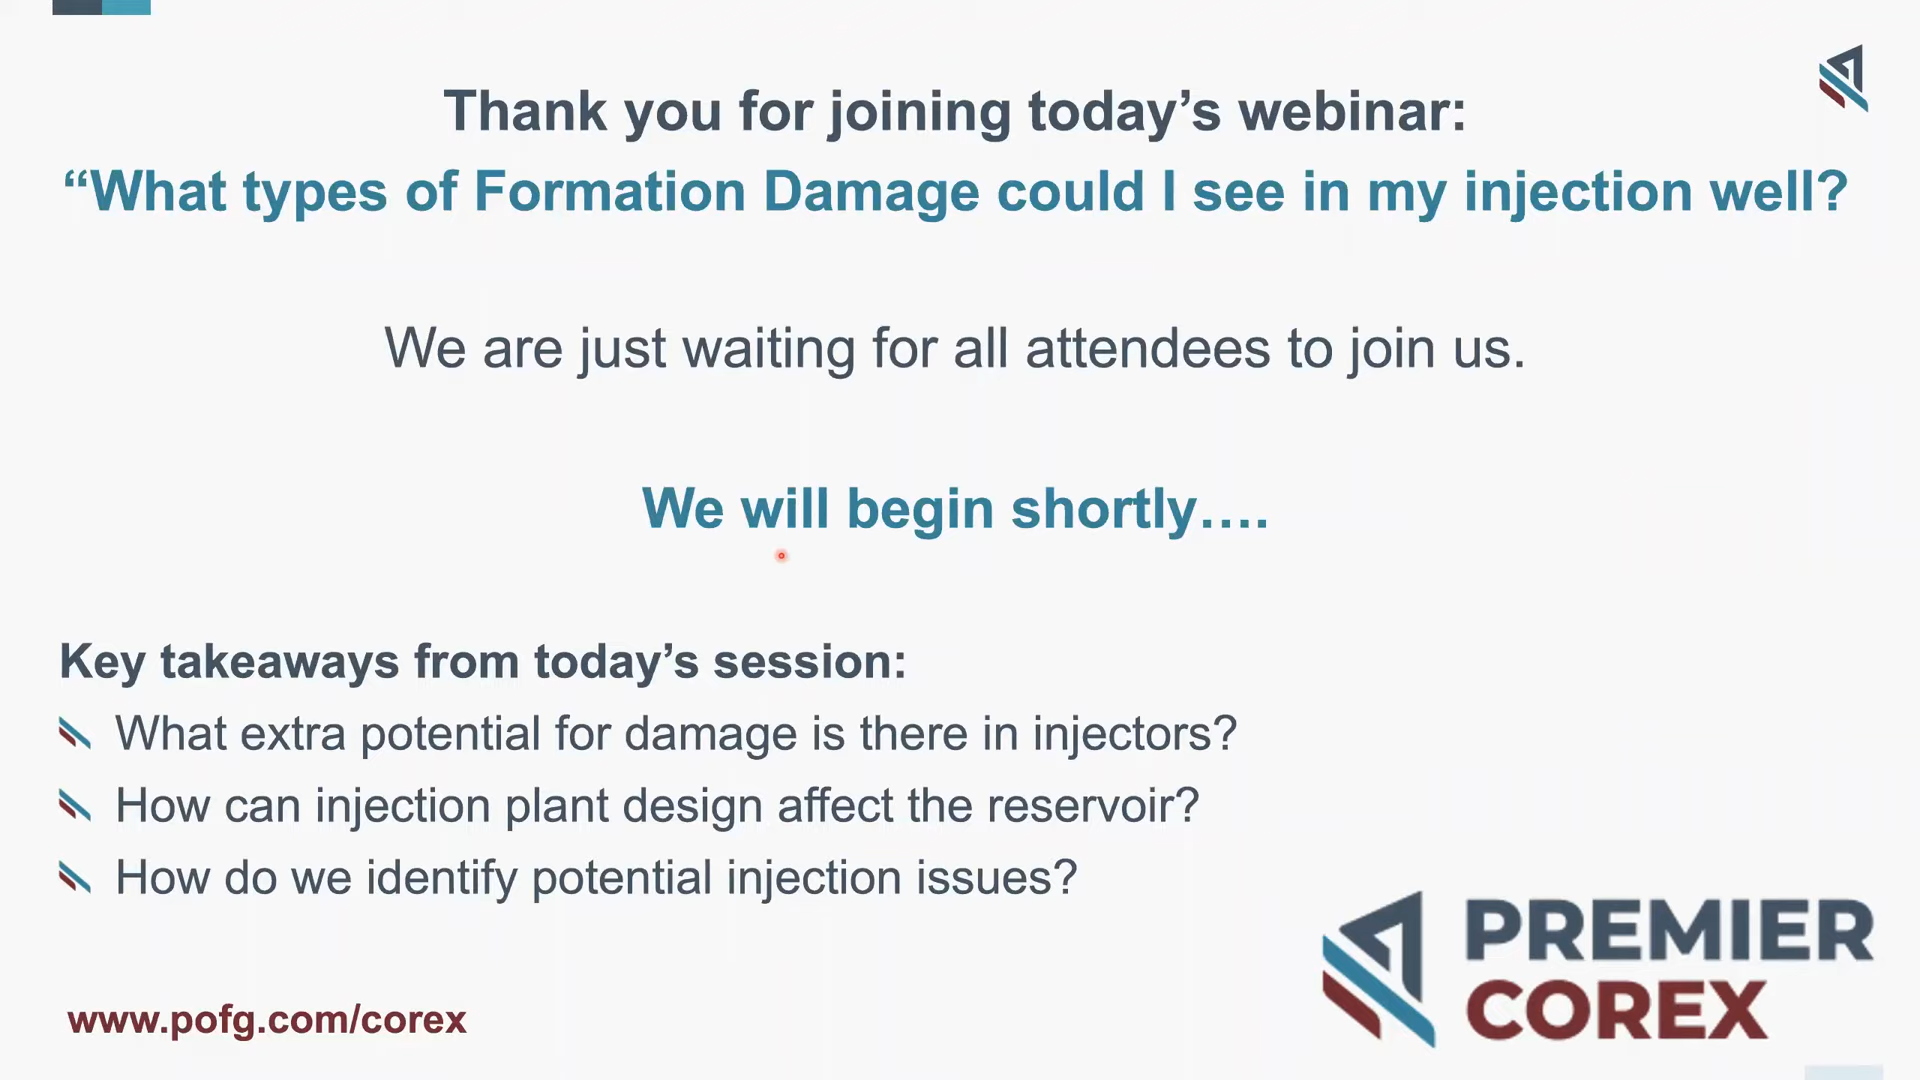 Thank you for joining today’s webinar:
“What types of Formation Damage could I see in my injection well?
We are just waiting for all attendees to join us.
We will begin shortly….
Key takeaways from today’s session:
What extra potential for damage is there in injectors?
How can injection plant design affect the reservoir?
How do we identify potential injection issues?
PREMIER
COREX
www.pofg.com/corex